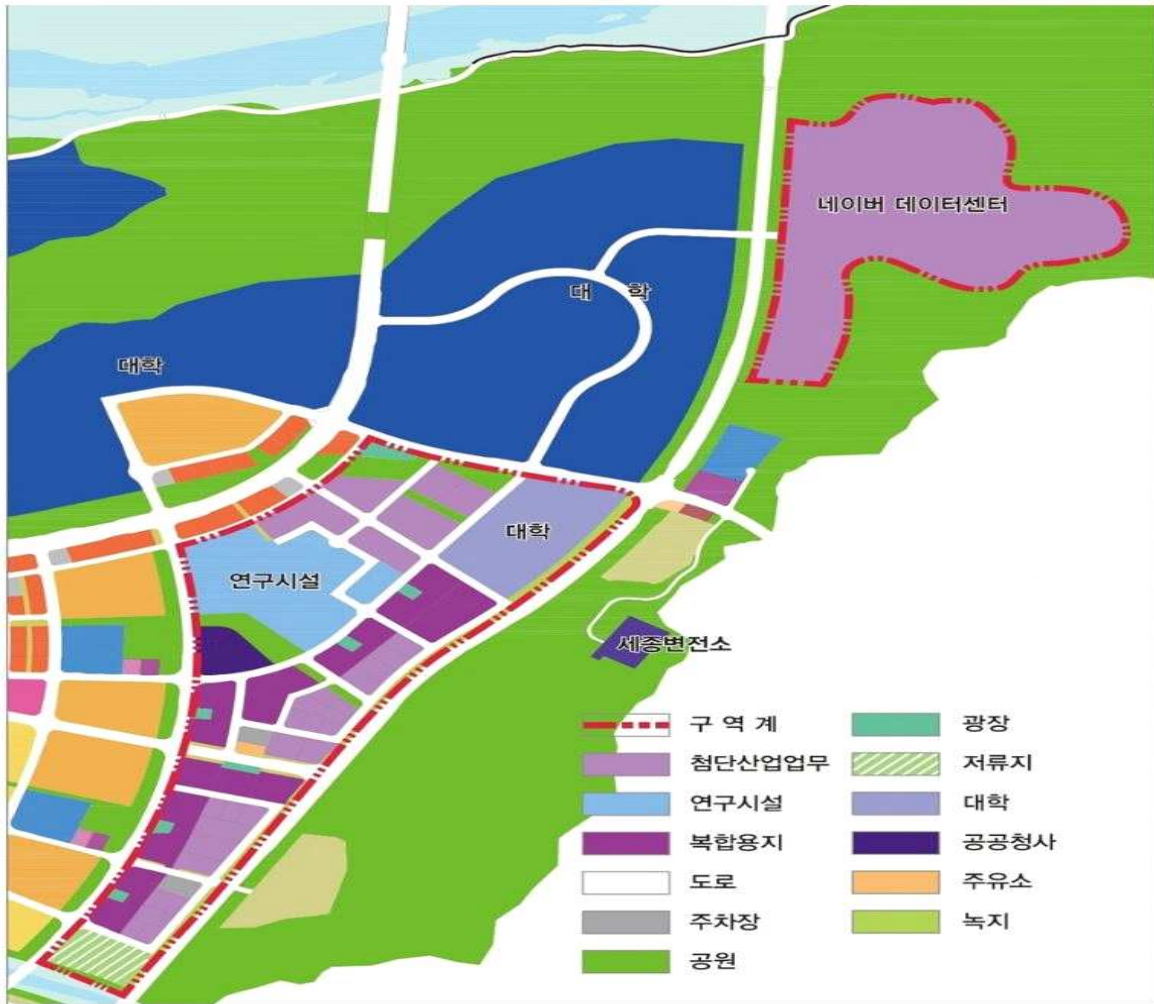 네이버 데이터센터
대 학
대학
대학
연구시설
세종변전소
구 역 계
광장
첨단산업업무
저류지
연구시설
대학
복합용지
공공청사
도로
주유소
주차장
녹지
공원